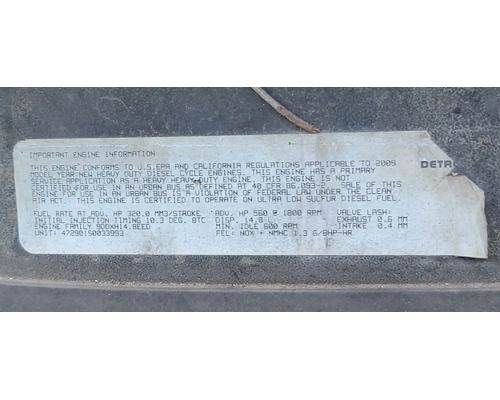 IMPORTANT ENGINE INFORMATION
THIS ENGINE CONFORMS TO U.S.EPA AND CALIFORNIA REGULATIONS APPLICABLE TO 2009
MODEL YEAR NEW HEAVY DUTY DIESEL CYCLE ENGINES. THIS ENGINE HAS A PRIMARY
SERVICE APPLICATION AS A HEAVY HEAVY-DUTY ENGINE. THIS ENGINE IS NOT
CERTIFIED FOR USE IN AN URBAN BUS AS DEFINED AT 40 CFR 86.093-2 SALE OF THIS
ENGINE FOR USE IN AN URBAN BUS IS A VIOLATION OF FEDERAL LAW UNDER THE CLEAN
AIR ACT. THIS ENGINE IS CERTIFIED TO OPERATE ON ULTRA LOW SULFUR DIESEL FUEL.
DETRO
FUEL RATE AT ADV. HP 320.0 MM3/STROKE ADV. HP 560 @ 1800 RPM VALVE LASH:
INITIAL INJECTION TIMING 10.3 DEG. BTC DISP. 14.8 L EXHAUST 0.6 MM
ENGINE FAMILY 9DDXH14.8EED MIN. IDLE 600 RPM INTAKE 0.4 MM
UNIT: 472901S0033993 FEL: NOX + NMHC 1.3 G/BHP-HR